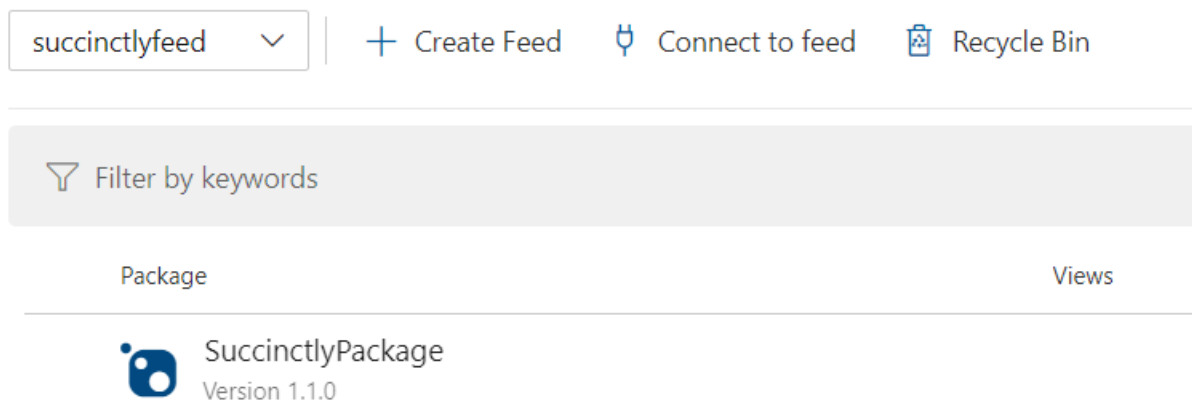 succinctlyfeed Create Feed Connect to feed Recycle Bin
Filter by keywords
Package Views
SuccinctlyPackage
Version 1.1.0